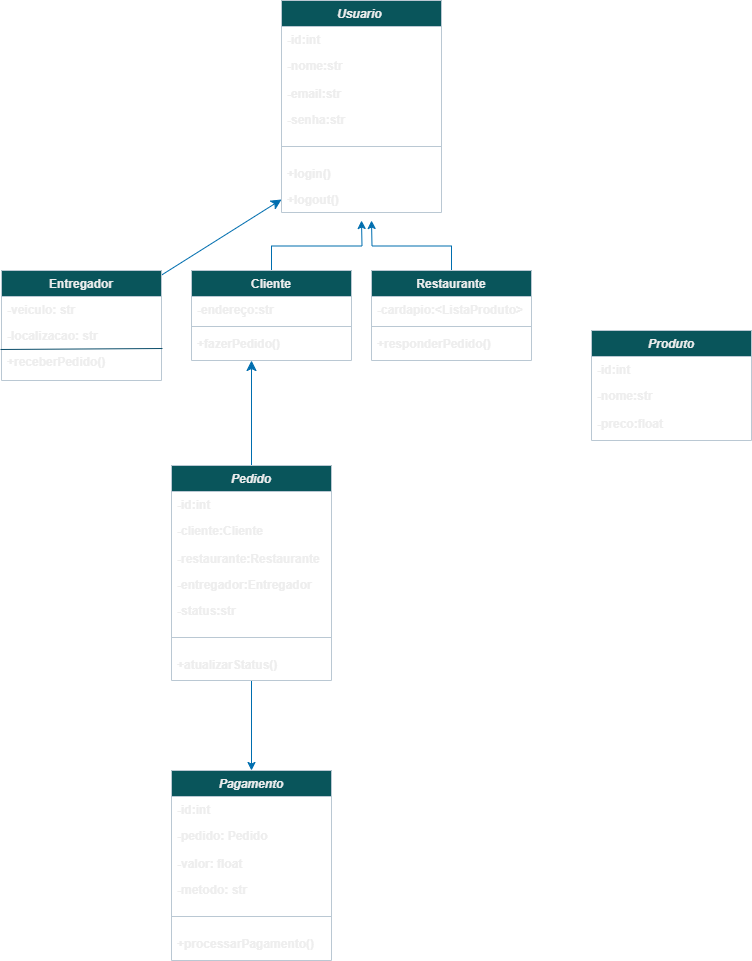 Usuario
-id:int
-nome:str
-email:str
-senha:str
+login()
+logout()
Entregador
-veiculo: str
-localizacao: str
+receberPedido()
Cliente
-endereço:str
+fazerPedido()
Restaurante
-cardapio:<ListaProduto>
+responderPedido()
Produto
-id:int
-nome:str
-preco:float
Pedido
-id:int
-cliente:Cliente
-restaurante:Restaurante
-entregador:Entregador
-status:str
+atualizarStatus()
Pagamento
-id:int
-pedido: Pedido
-valor: float
-metodo: str
+processarPagamento()